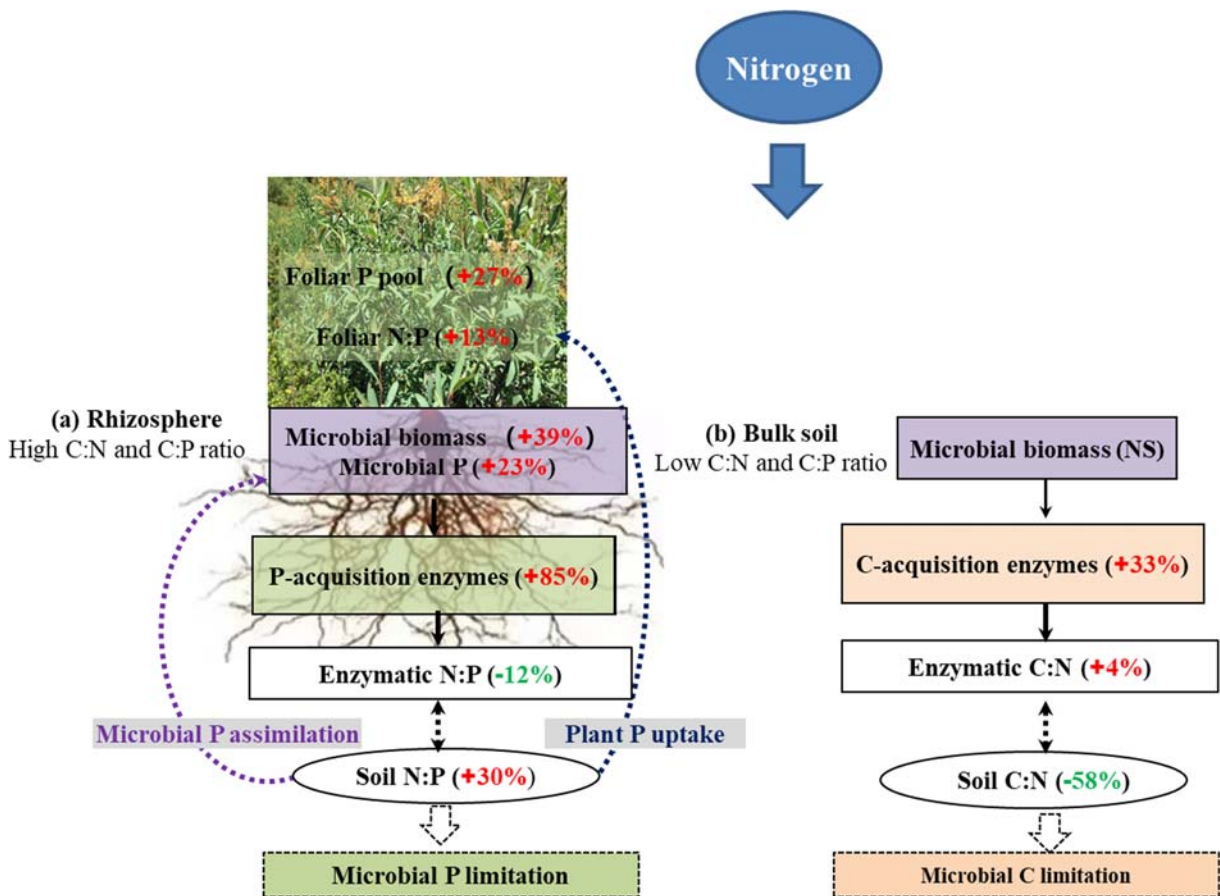 Nitrogen
Foliar P pool (+27%)
Foliar N:P (+13%)
(a) Rhizosphere
High C:N and C:P ratio
Microbial biomass (+39%)
Microbial P (+23%)
P-acquisition enzymes (+85%)
Enzymatic N:P (-12%)
Microbial P assimilation
Plant P uptake
Soil N:P (+30%)
Microbial P limitation
(b) Bulk soil
Low C:N and C:P ratio
Microbial biomass (NS)
C-acquisition enzymes (+33%)
Enzymatic C:N (+4%)
Soil C:N (-58%)
Microbial C limitation